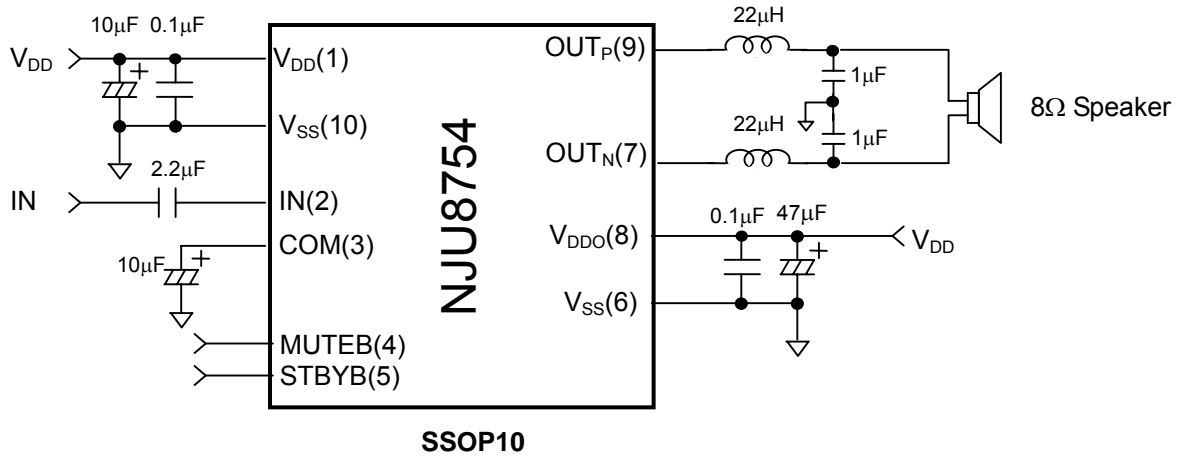 10μF 0.1μF
V_DD
V_DD(1)
V_SS(10)
2.2μF
IN
IN(2)
COM(3)
10μF
+
+
MUTEB(4)
STBYB(5)
NJU8754
22μH
OUT_P(9)
1μF
8Ω Speaker
22μH
1μF
OUT_N(7)
0.1μF 47μF
V_DDO(8)
+
V_DD
V_SS(6)
SSOP10